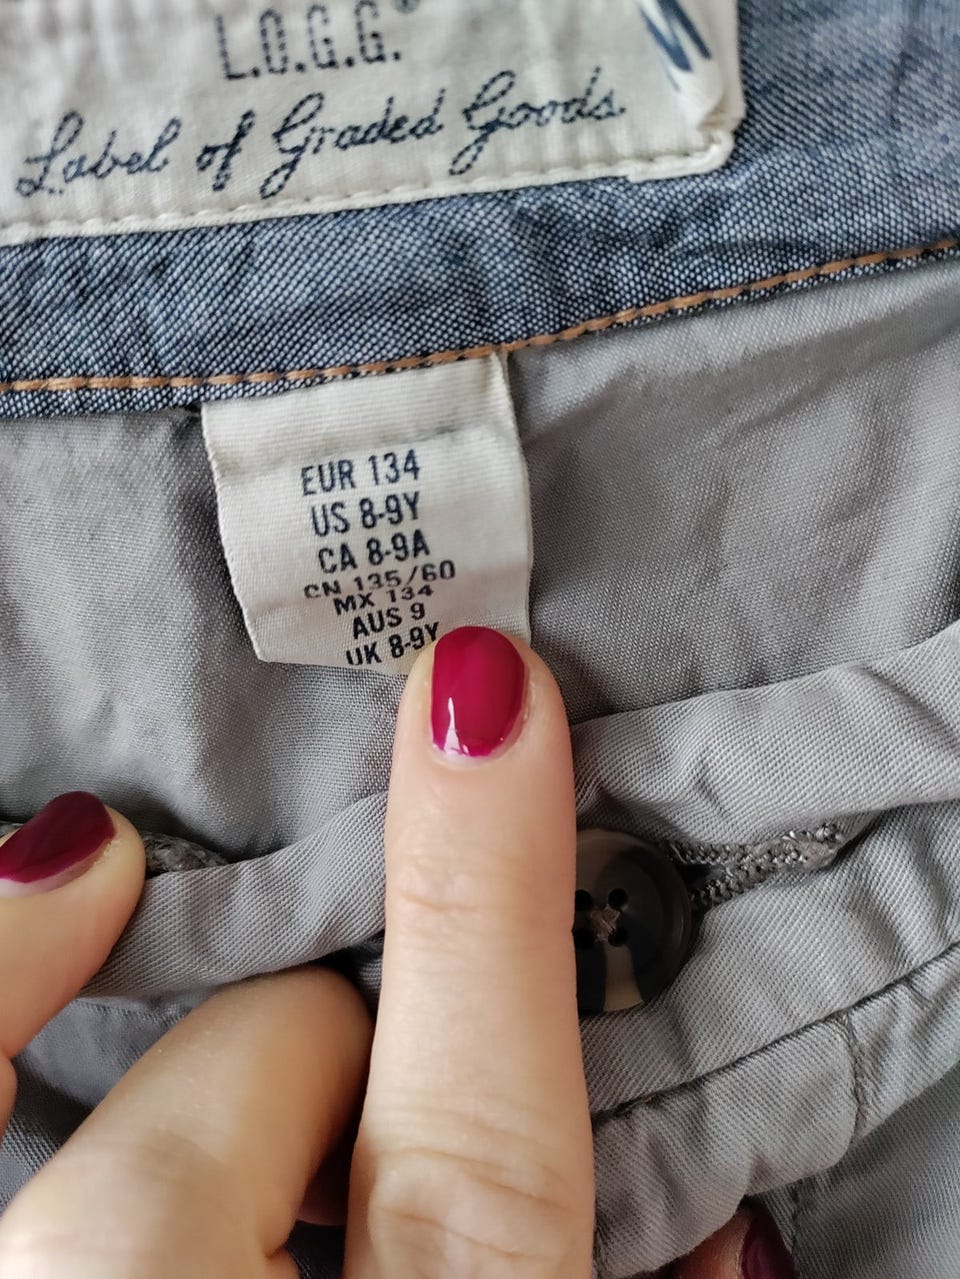 L.O.G.G.®
Label of Graded Goods
EUR 134
US 8-9Y
CA 8-9A
CN 135/60
MX 134
AUS 9
UK 8-9Y